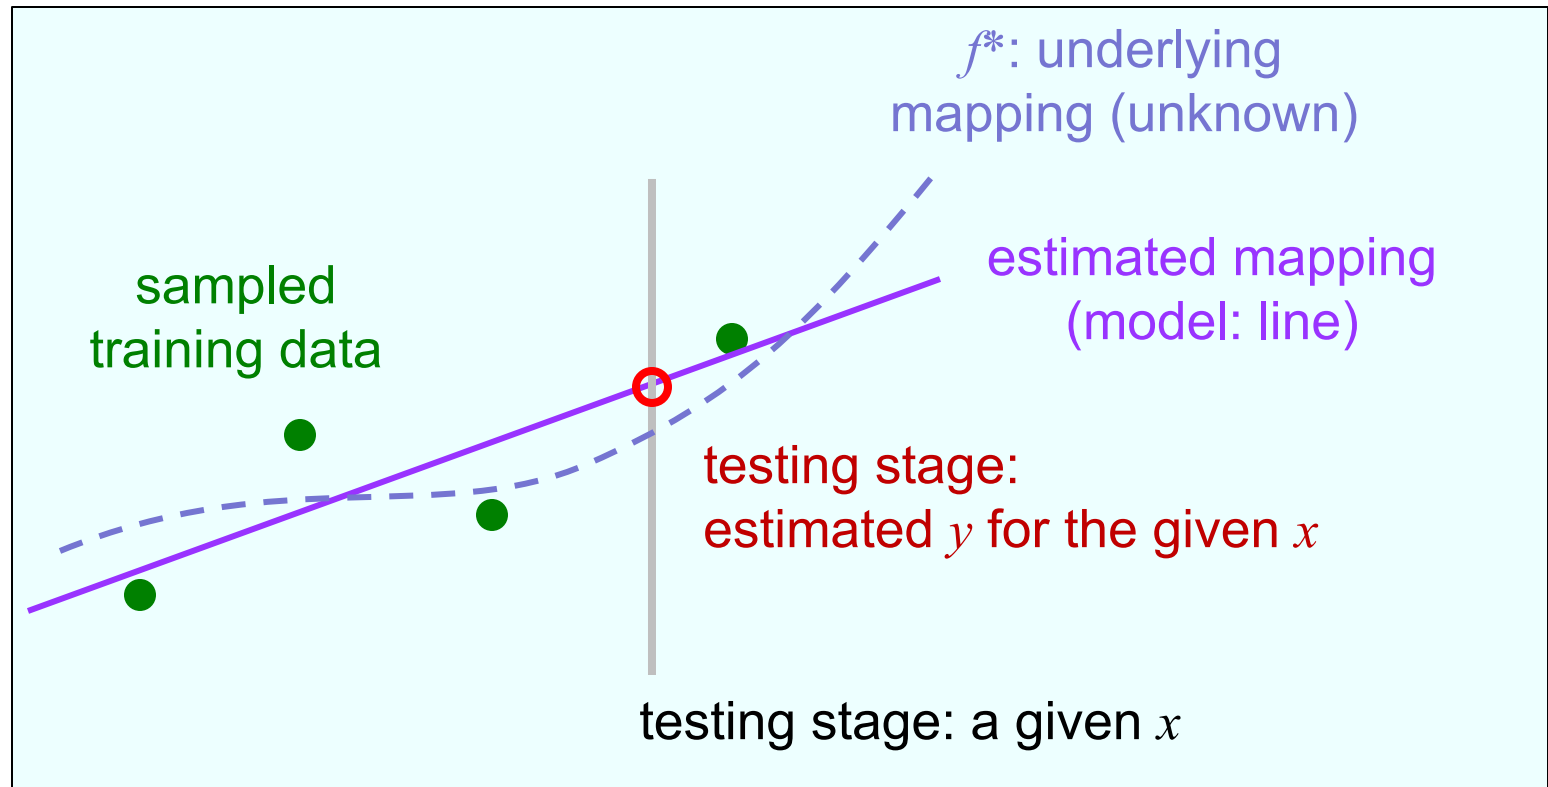 f*: underlying
mapping (unknown)
estimated mapping
(model: line)
sampled
training data
testing stage:
estimated y for the given x
testing stage: a given x